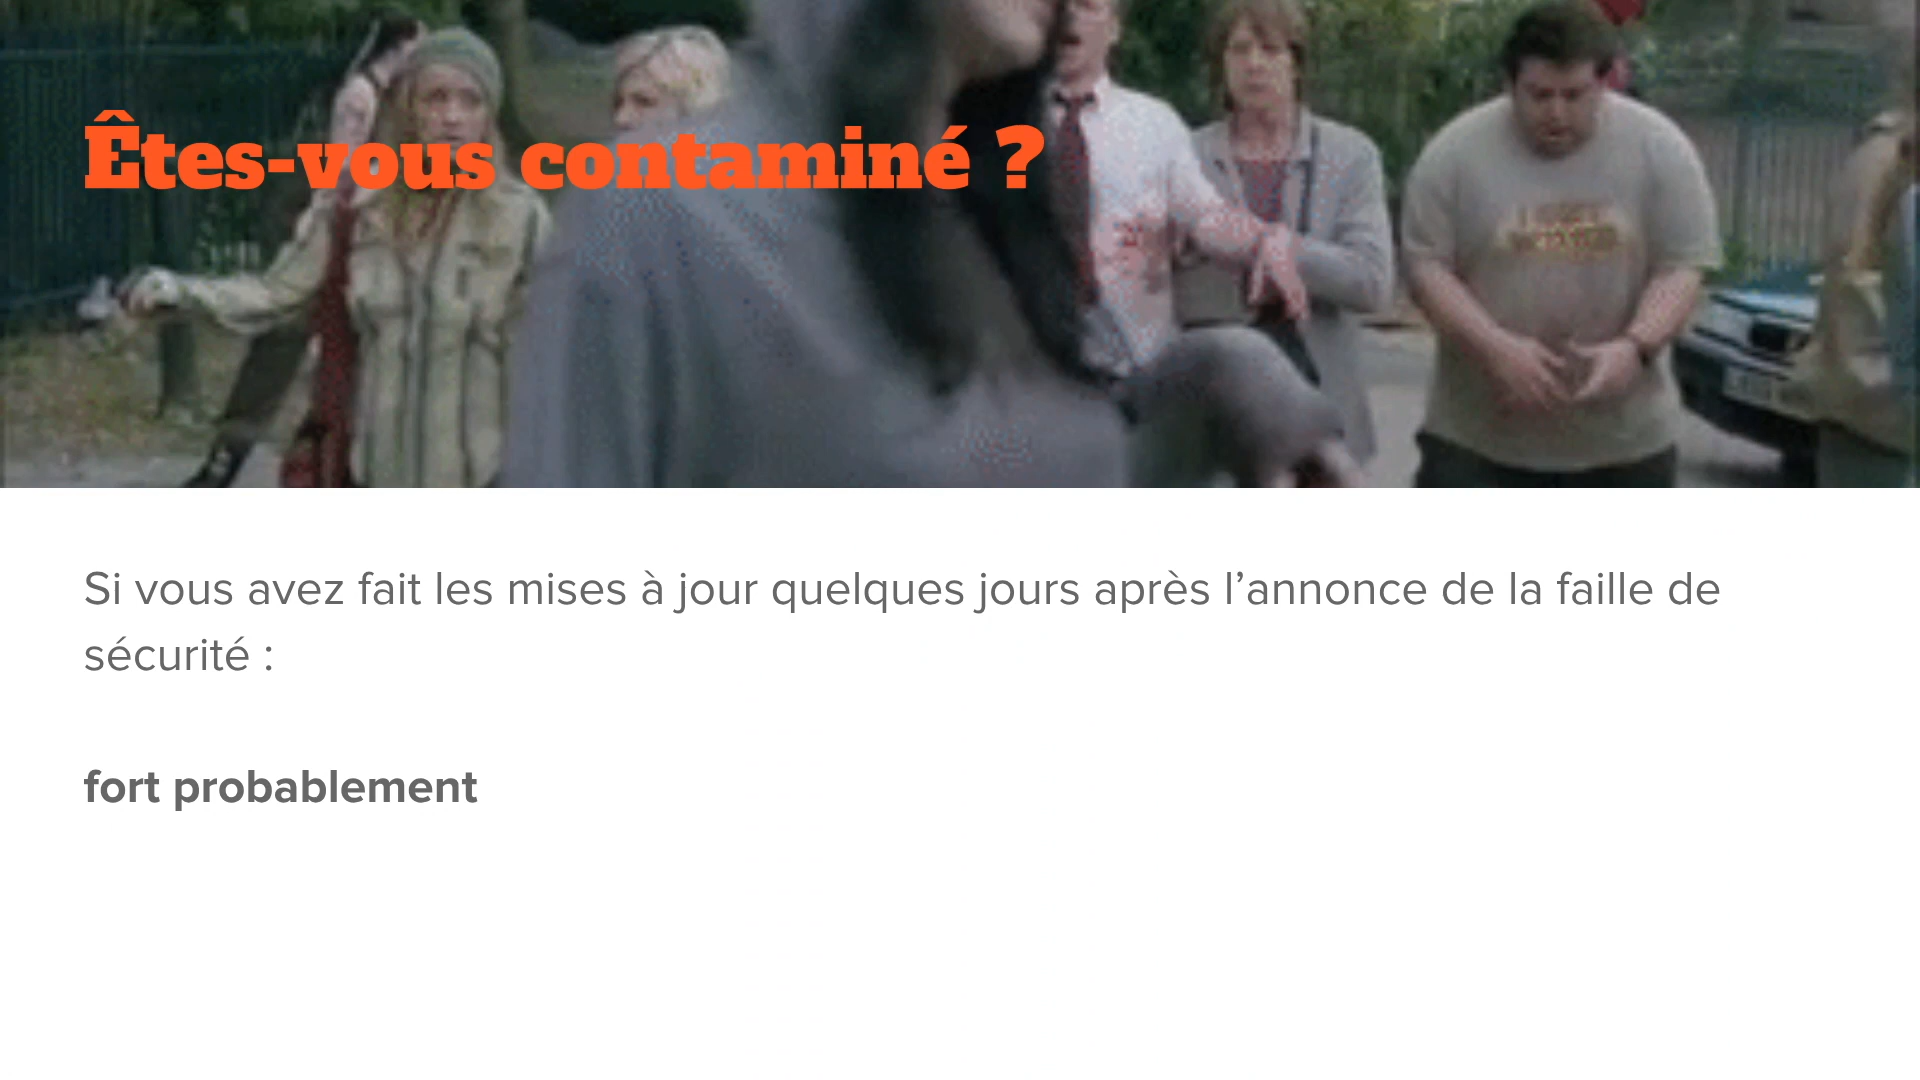 Êtes-vous contaminé ?
Si vous avez fait les mises à jour quelques jours après l’annonce de la faille de
sécurité :
fort probablement